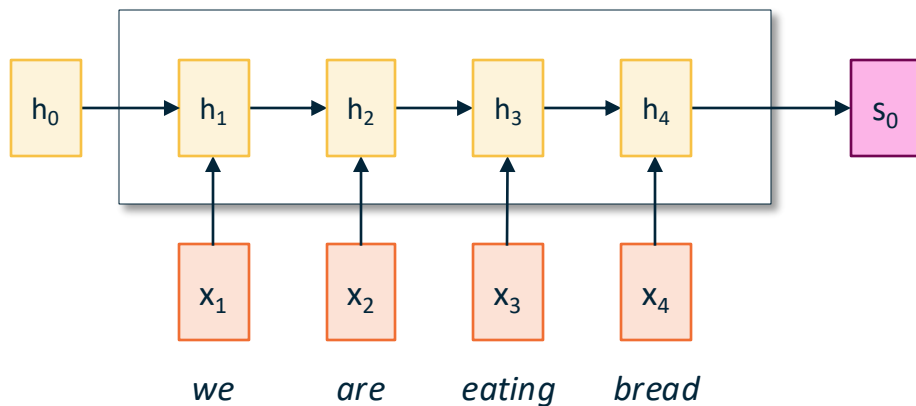 h₀ h₁ h₂ h₃ h₄ s₀
x₁ x₂ x₃ x₄
we are eating bread